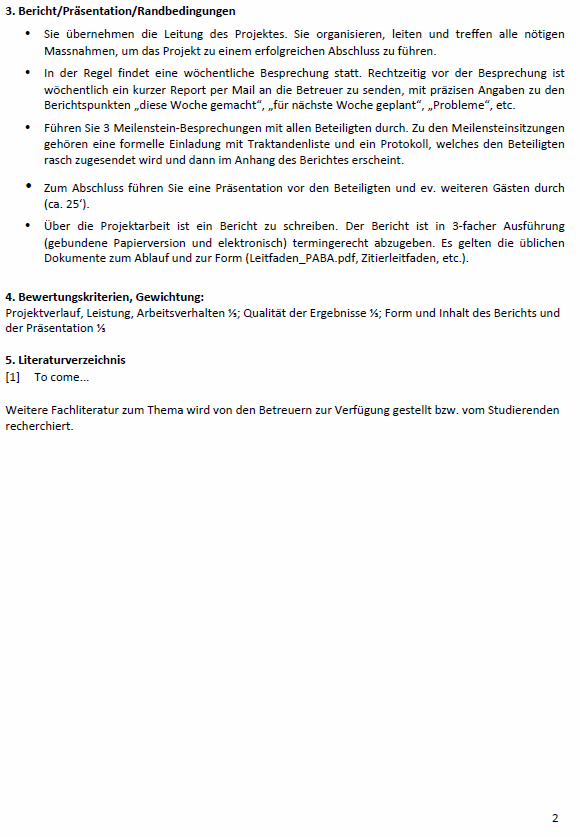 3. Bericht/Präsentation/Randbedingungen
• Sie übernehmen die Leitung des Projektes. Sie organisieren, leiten und treffen alle nötigen
Massnahmen, um das Projekt zu einem erfolgreichen Abschluss zu führen.
• In der Regel findet eine wöchentliche Besprechung statt. Rechtzeitig vor der Besprechung ist
wöchentlich ein kurzer Report per Mail an die Betreuer zu senden, mit präzisen Angaben zu den
Berichtspunkten „diese Woche gemacht“, „für nächste Woche geplant“, „Probleme“, etc.
• Führen Sie 3 Meilenstein-Besprechungen mit allen Beteiligten durch. Zu den Meilensteinsitzungen
gehören eine formelle Einladung mit Traktandenliste und ein Protokoll, welches den Beteiligten
rasch zugesendet wird und dann im Anhang des Berichtes erscheint.
• Zum Abschluss führen Sie eine Präsentation vor den Beteiligten und ev. weiteren Gästen durch
(ca. 25‘).
• Über die Projektarbeit ist ein Bericht zu schreiben. Der Bericht ist in 3-facher Ausführung
(gebundene Papierversion und elektronisch) termingerecht abzugeben. Es gelten die üblichen
Dokumente zum Ablauf und zur Form (Leitfaden_PABA.pdf, Zitierleitfaden, etc.).
4. Bewertungskriterien, Gewichtung:
Projektverlauf, Leistung, Arbeitsverhalten ⅓; Qualität der Ergebnisse ⅓; Form und Inhalt des Berichts und
der Präsentation ⅓
5. Literaturverzeichnis
[1] To come...
Weitere Fachliteratur zum Thema wird von den Betreuern zur Verfügung gestellt bzw. vom Studierenden
recherchiert.
2